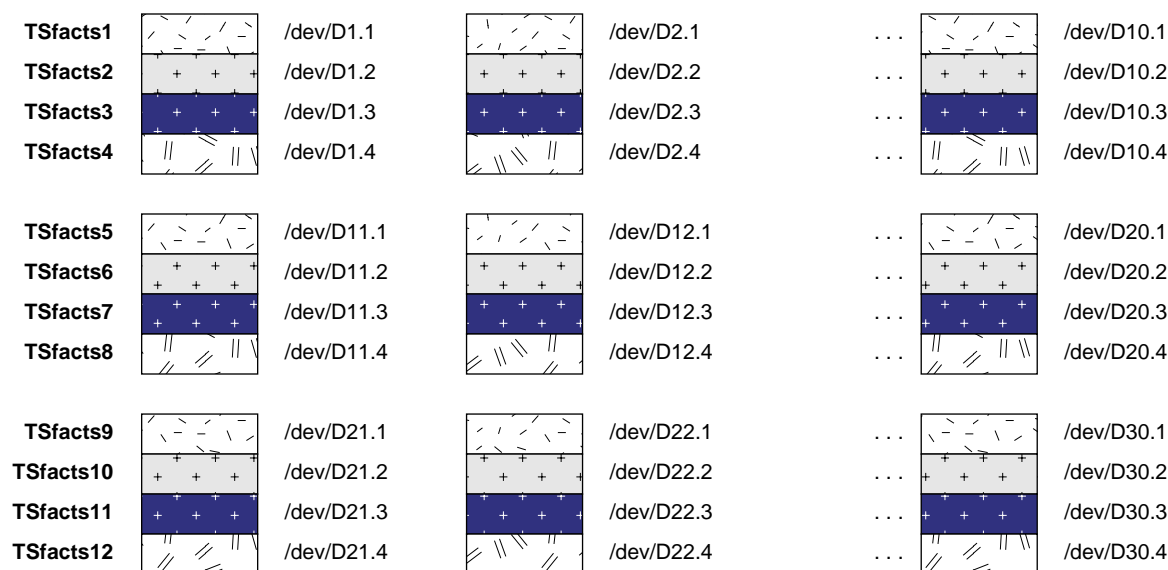 TSfacts1 /dev/D1.1 /dev/D2.1 . . . /dev/D10.1
TSfacts2 /dev/D1.2 /dev/D2.2 . . . /dev/D10.2
TSfacts3 /dev/D1.3 /dev/D2.3 . . . /dev/D10.3
TSfacts4 /dev/D1.4 /dev/D2.4 . . . /dev/D10.4
TSfacts5 /dev/D11.1 /dev/D12.1 . . . /dev/D20.1
TSfacts6 /dev/D11.2 /dev/D12.2 . . . /dev/D20.2
TSfacts7 /dev/D11.3 /dev/D12.3 . . . /dev/D20.3
TSfacts8 /dev/D11.4 /dev/D12.4 . . . /dev/D20.4
TSfacts9 /dev/D21.1 /dev/D22.1 . . . /dev/D30.1
TSfacts10 /dev/D21.2 /dev/D22.2 . . . /dev/D30.2
TSfacts11 /dev/D21.3 /dev/D22.3 . . . /dev/D30.3
TSfacts12 /dev/D21.4 /dev/D22.4 . . . /dev/D30.4